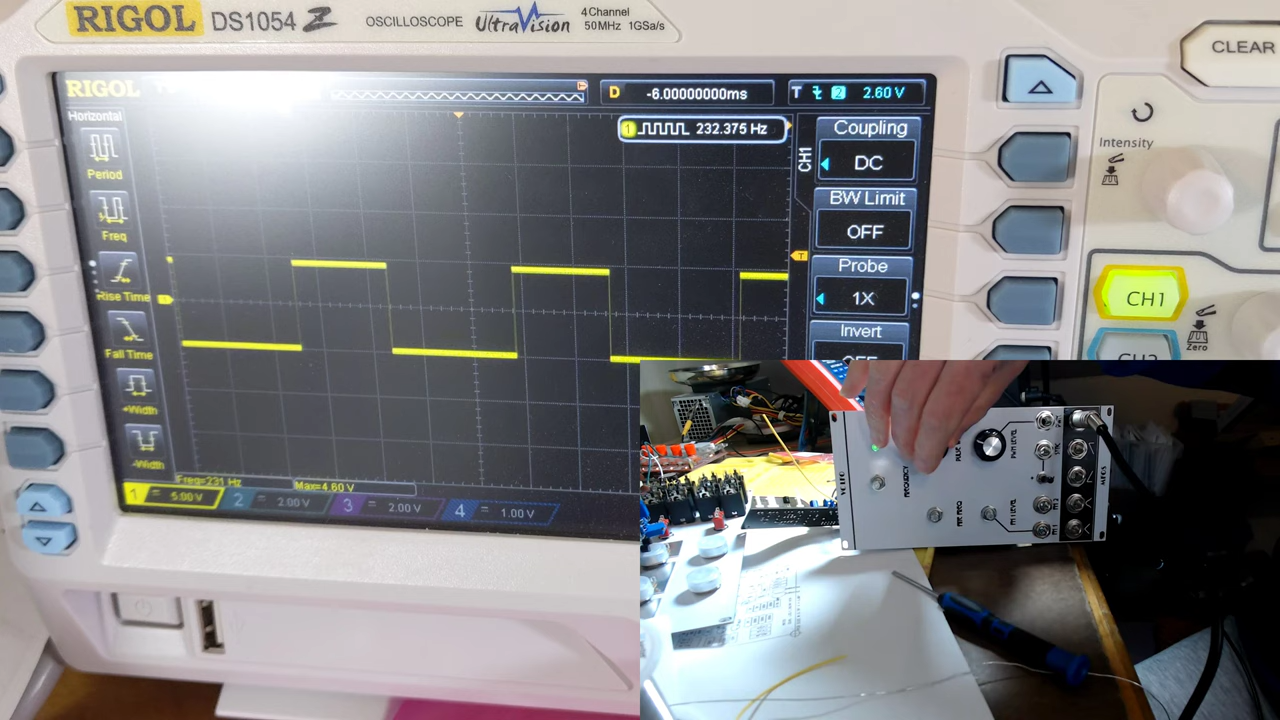 RIGOL DS1054 Z OSCILLOSCOPE UltraVision 4 Channel
50MHz 1GSa/s
CLEAR
RIGOL D -6.00000000ms T 2 2.60 V
Horizontal
1 232.375 Hz
Coupling
DC
CH1
Intensity
Period
BW Limit
OFF
Freq
Probe
1X
T
Rise Time
CH1
Invert
OFF
Fall Time
Zero
CH2
+Width
-Width
Freq=231 Hz Max=4.60 V
1 = 5.00 V 2 = 2.00 V 3 = 2.00 V 4 = 1.00 V
FREQUENCY
PWM LEVEL